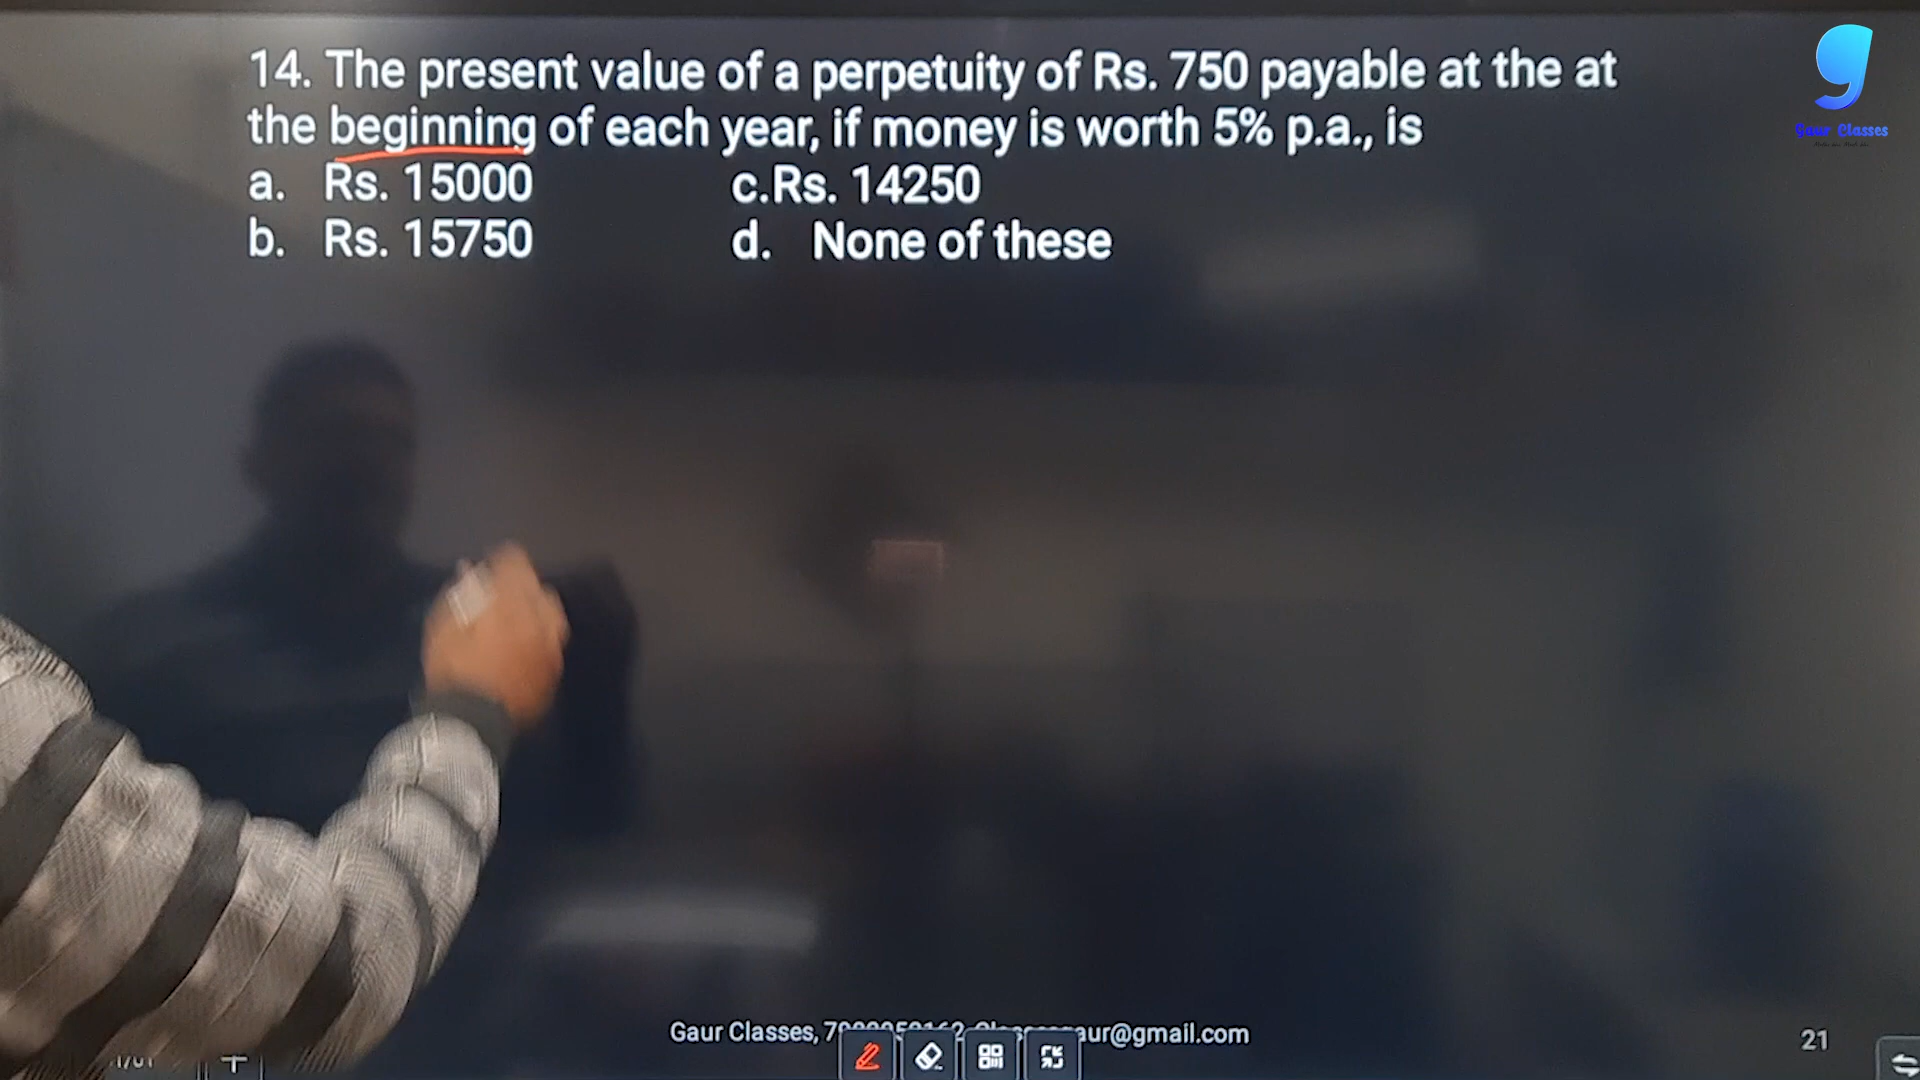 14. The present value of a perpetuity of Rs. 750 payable at the at
the beginning of each year, if money is worth 5% p.a., is
a. Rs. 15000 c.Rs. 14250
b. Rs. 15750 d. None of these
Gaur Classes
Gaur Classes, aur@gmail.com
21